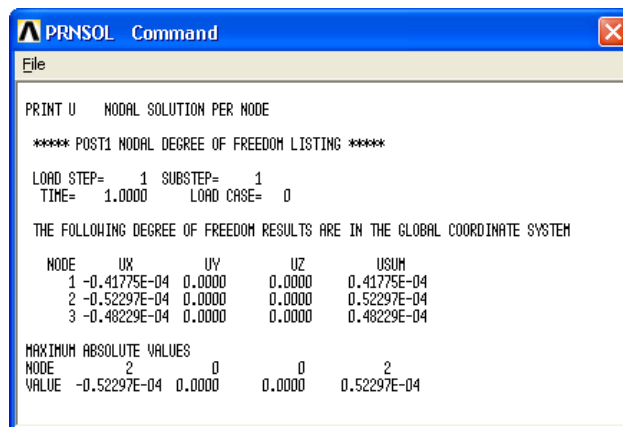 PRNSOL Command
File
PRINT U NODAL SOLUTION PER NODE
***** POST1 NODAL DEGREE OF FREEDOM LISTING *****
LOAD STEP= 1 SUBSTEP= 1
TIME= 1.0000 LOAD CASE= 0
THE FOLLOWING DEGREE OF FREEDOM RESULTS ARE IN THE GLOBAL COORDINATE SYSTEM
NODE UX UY UZ USUM
1 -0.41775E-04 0.0000 0.0000 0.41775E-04
2 -0.52297E-04 0.0000 0.0000 0.52297E-04
3 -0.48229E-04 0.0000 0.0000 0.48229E-04
MAXIMUM ABSOLUTE VALUES
NODE 2 0 0 2
VALUE -0.52297E-04 0.0000 0.0000 0.52297E-04